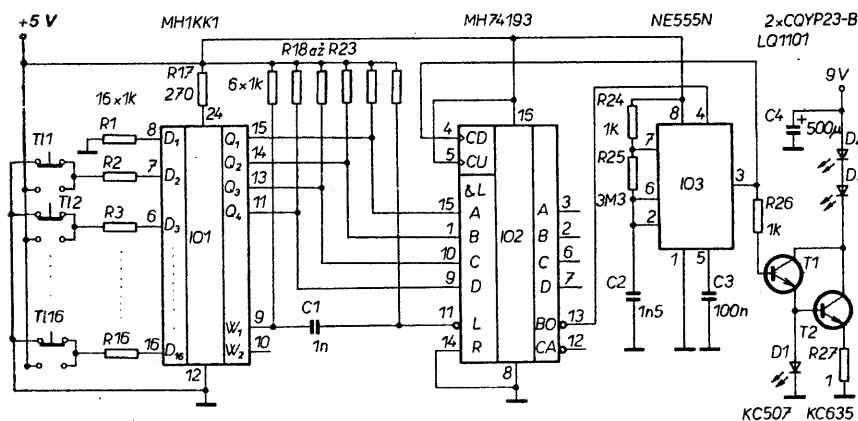 +5 V
MH1KK1
MH74193
NE555N
2×CQYP23-B
LQ1101
R17
270
R18 až R23
6×1k
16×1k
24
R1
8
D1
Tl1
R2
7
D2
Tl2
R3
6
D3
IO1
Q1
15
Q2
14
Q3
13
Q4
11
Tl16
R16
16
D16
W1
9
W2
10
12
C1
1n
16
4
CD
5
CU
&L
15
A
1
B
10
C
9
D
11
L
14
R
IO2
A
3
B
2
C
6
D
7
BO
13
CA
12
8
R24
1K
R25
3M3
7
6
2
8
4
IO3
3
1
5
C2
1n5
C3
100n
R26
1k
9V
C4
+
500µ
T1
T2
D1
R27
1
KC507
KC635